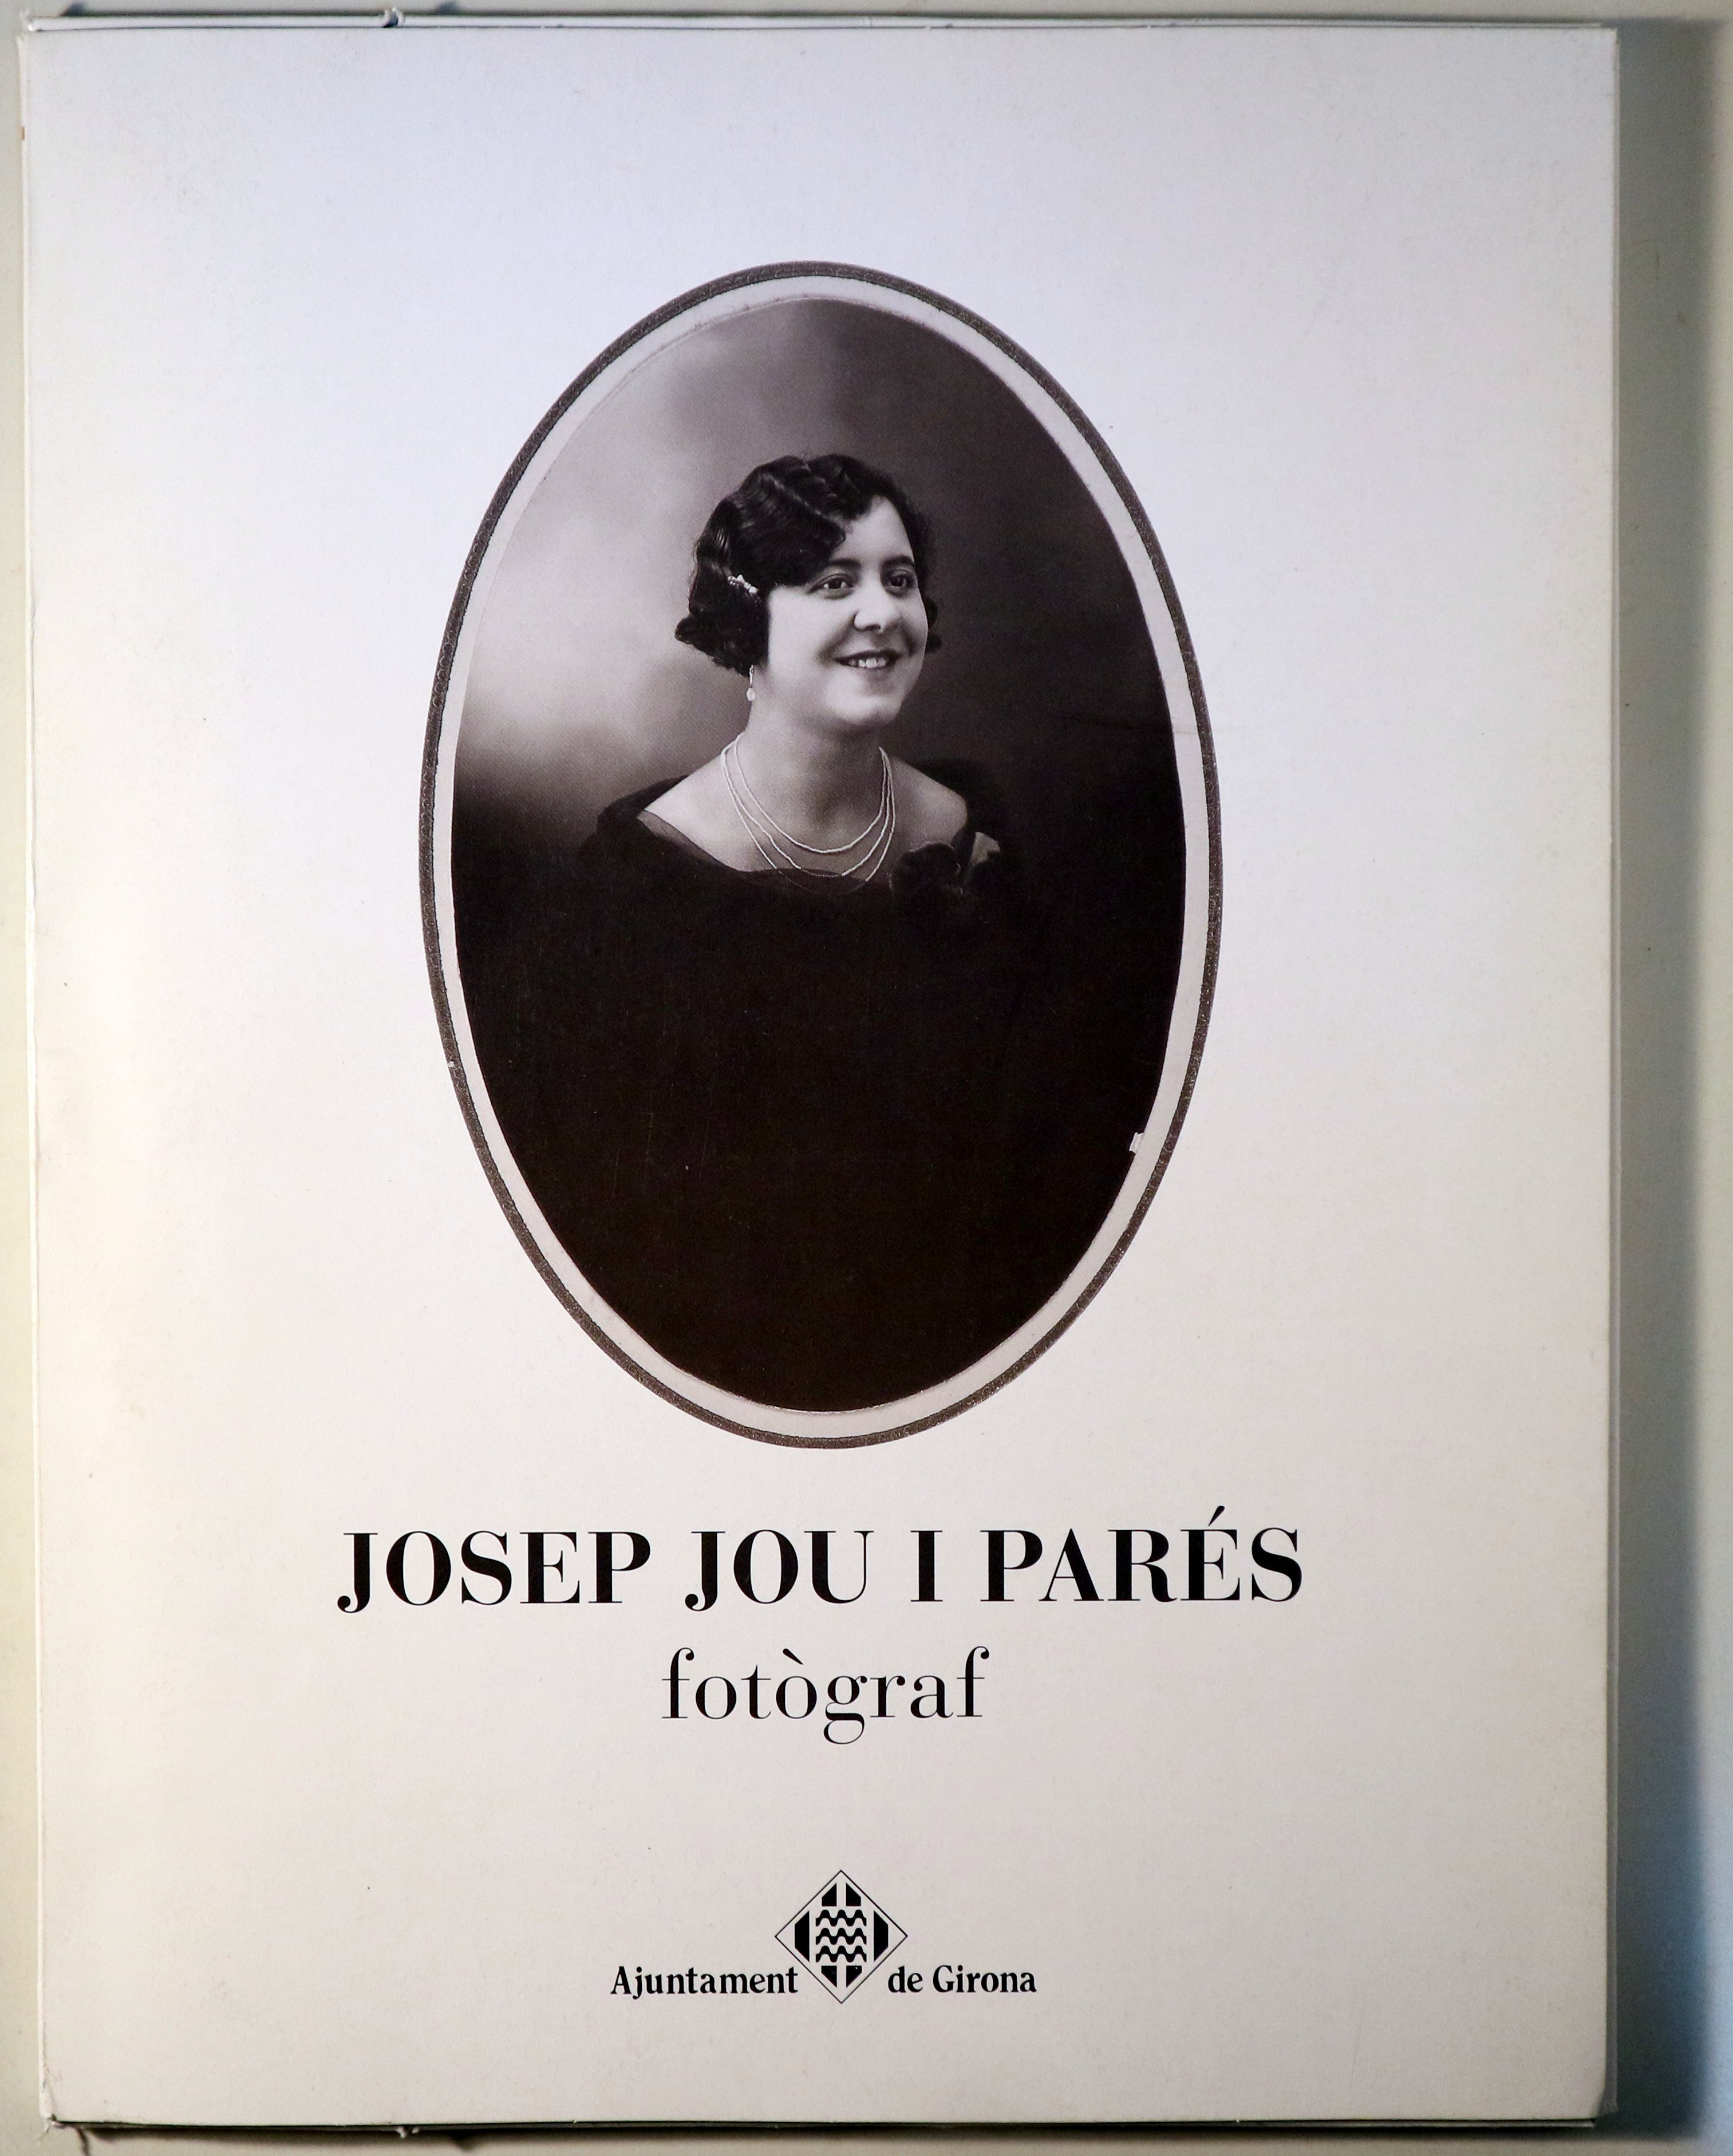 JOSEP JOU I PARÉS
fotògraf
Ajuntament de Girona